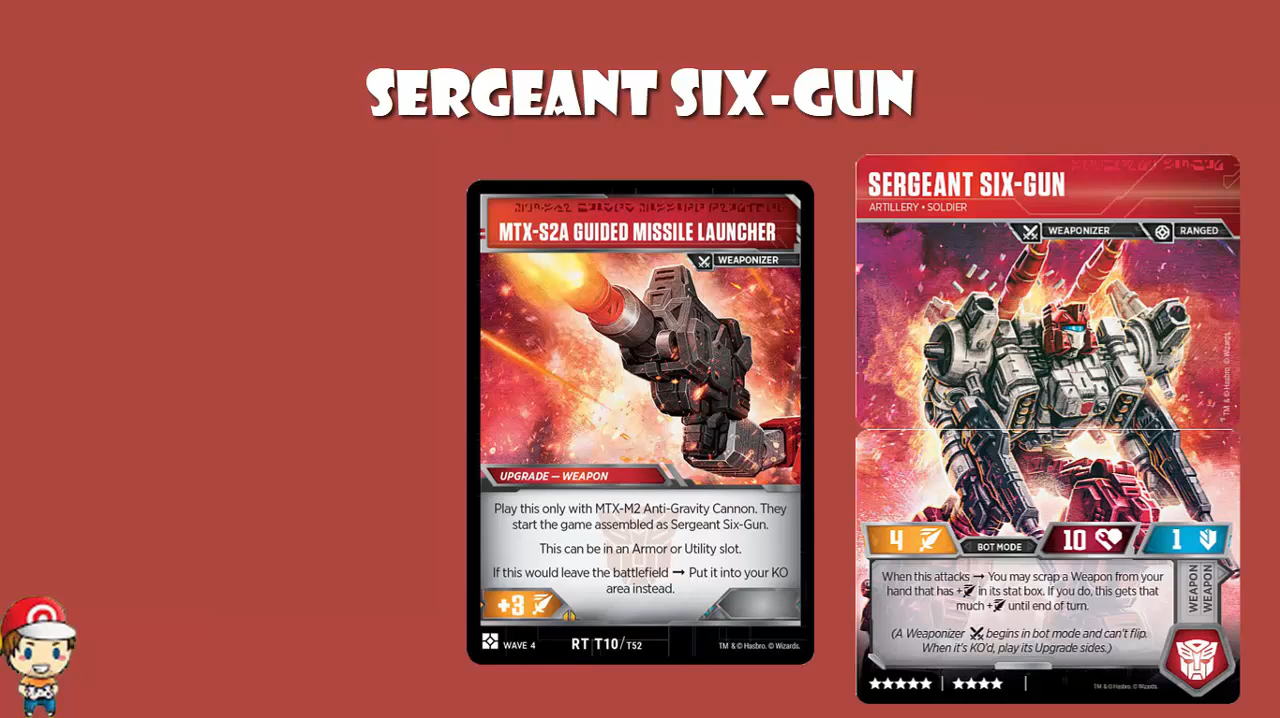 SERGEANT SIX-GUN
MTX-S2A GUIDED MISSILE LAUNCHER
WEAPONIZER
UPGRADE — WEAPON
Play this only with MTX-M2 Anti-Gravity Cannon. They
start the game assembled as Sergeant Six-Gun.
This can be in an Armor or Utility slot.
If this would leave the battlefield → Put it into your KO
area instead.
+3
WAVE 4
RT T10/T52
TM & © Hasbro. © Wizards.
SERGEANT SIX-GUN
ARTILLERY • SOLDIER
WEAPONIZER
RANGED
TM & © Hasbro. © Wizards.
4
BOT MODE
10
1
When this attacks → You may scrap a Weapon from your
hand that has + in its stat box. If you do, this gets that
much + until end of turn.
(A Weaponizer begins in bot mode and can't flip.
When it's KO'd, play its Upgrade sides.)
WEAPON
WEAPON
TM & © Hasbro. © Wizards.